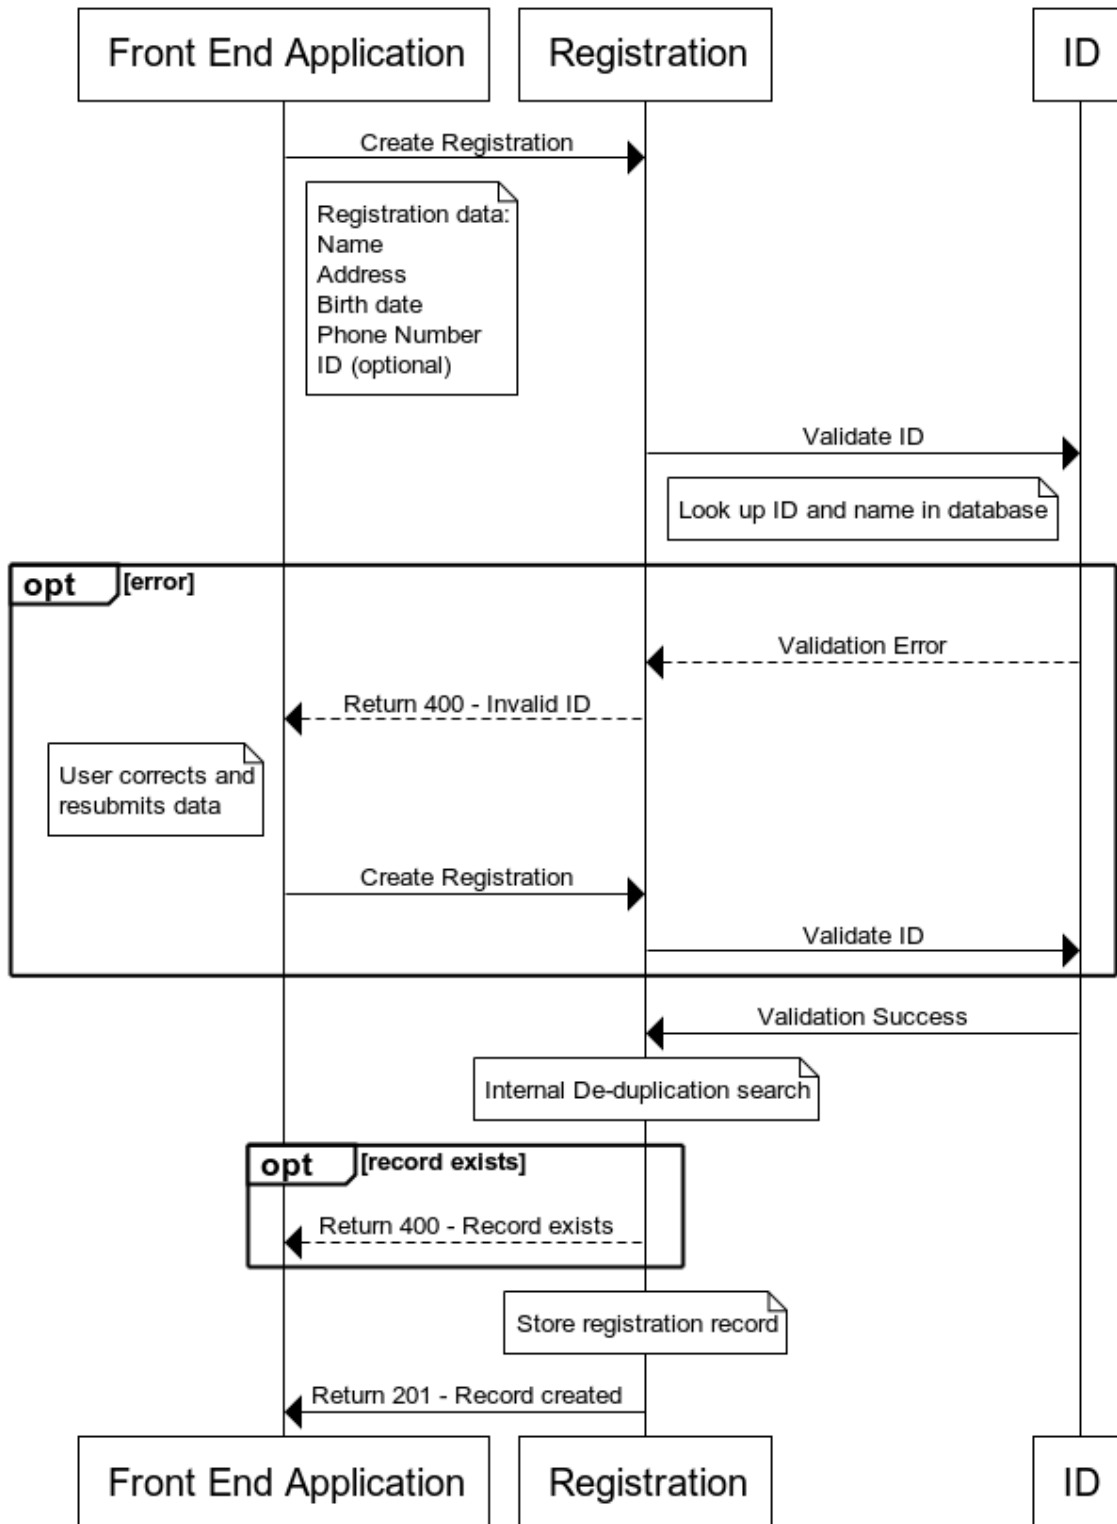 Front End Application
Registration
ID
Create Registration
Registration data:
Name
Address
Birth date
Phone Number
ID (optional)
Validate ID
Look up ID and name in database
opt [error]
Validation Error
Return 400 - Invalid ID
User corrects and
resubmits data
Create Registration
Validate ID
Validation Success
Internal De-duplication search
opt [record exists]
Return 400 - Record exists
Store registration record
Return 201 - Record created
Front End Application
Registration
ID